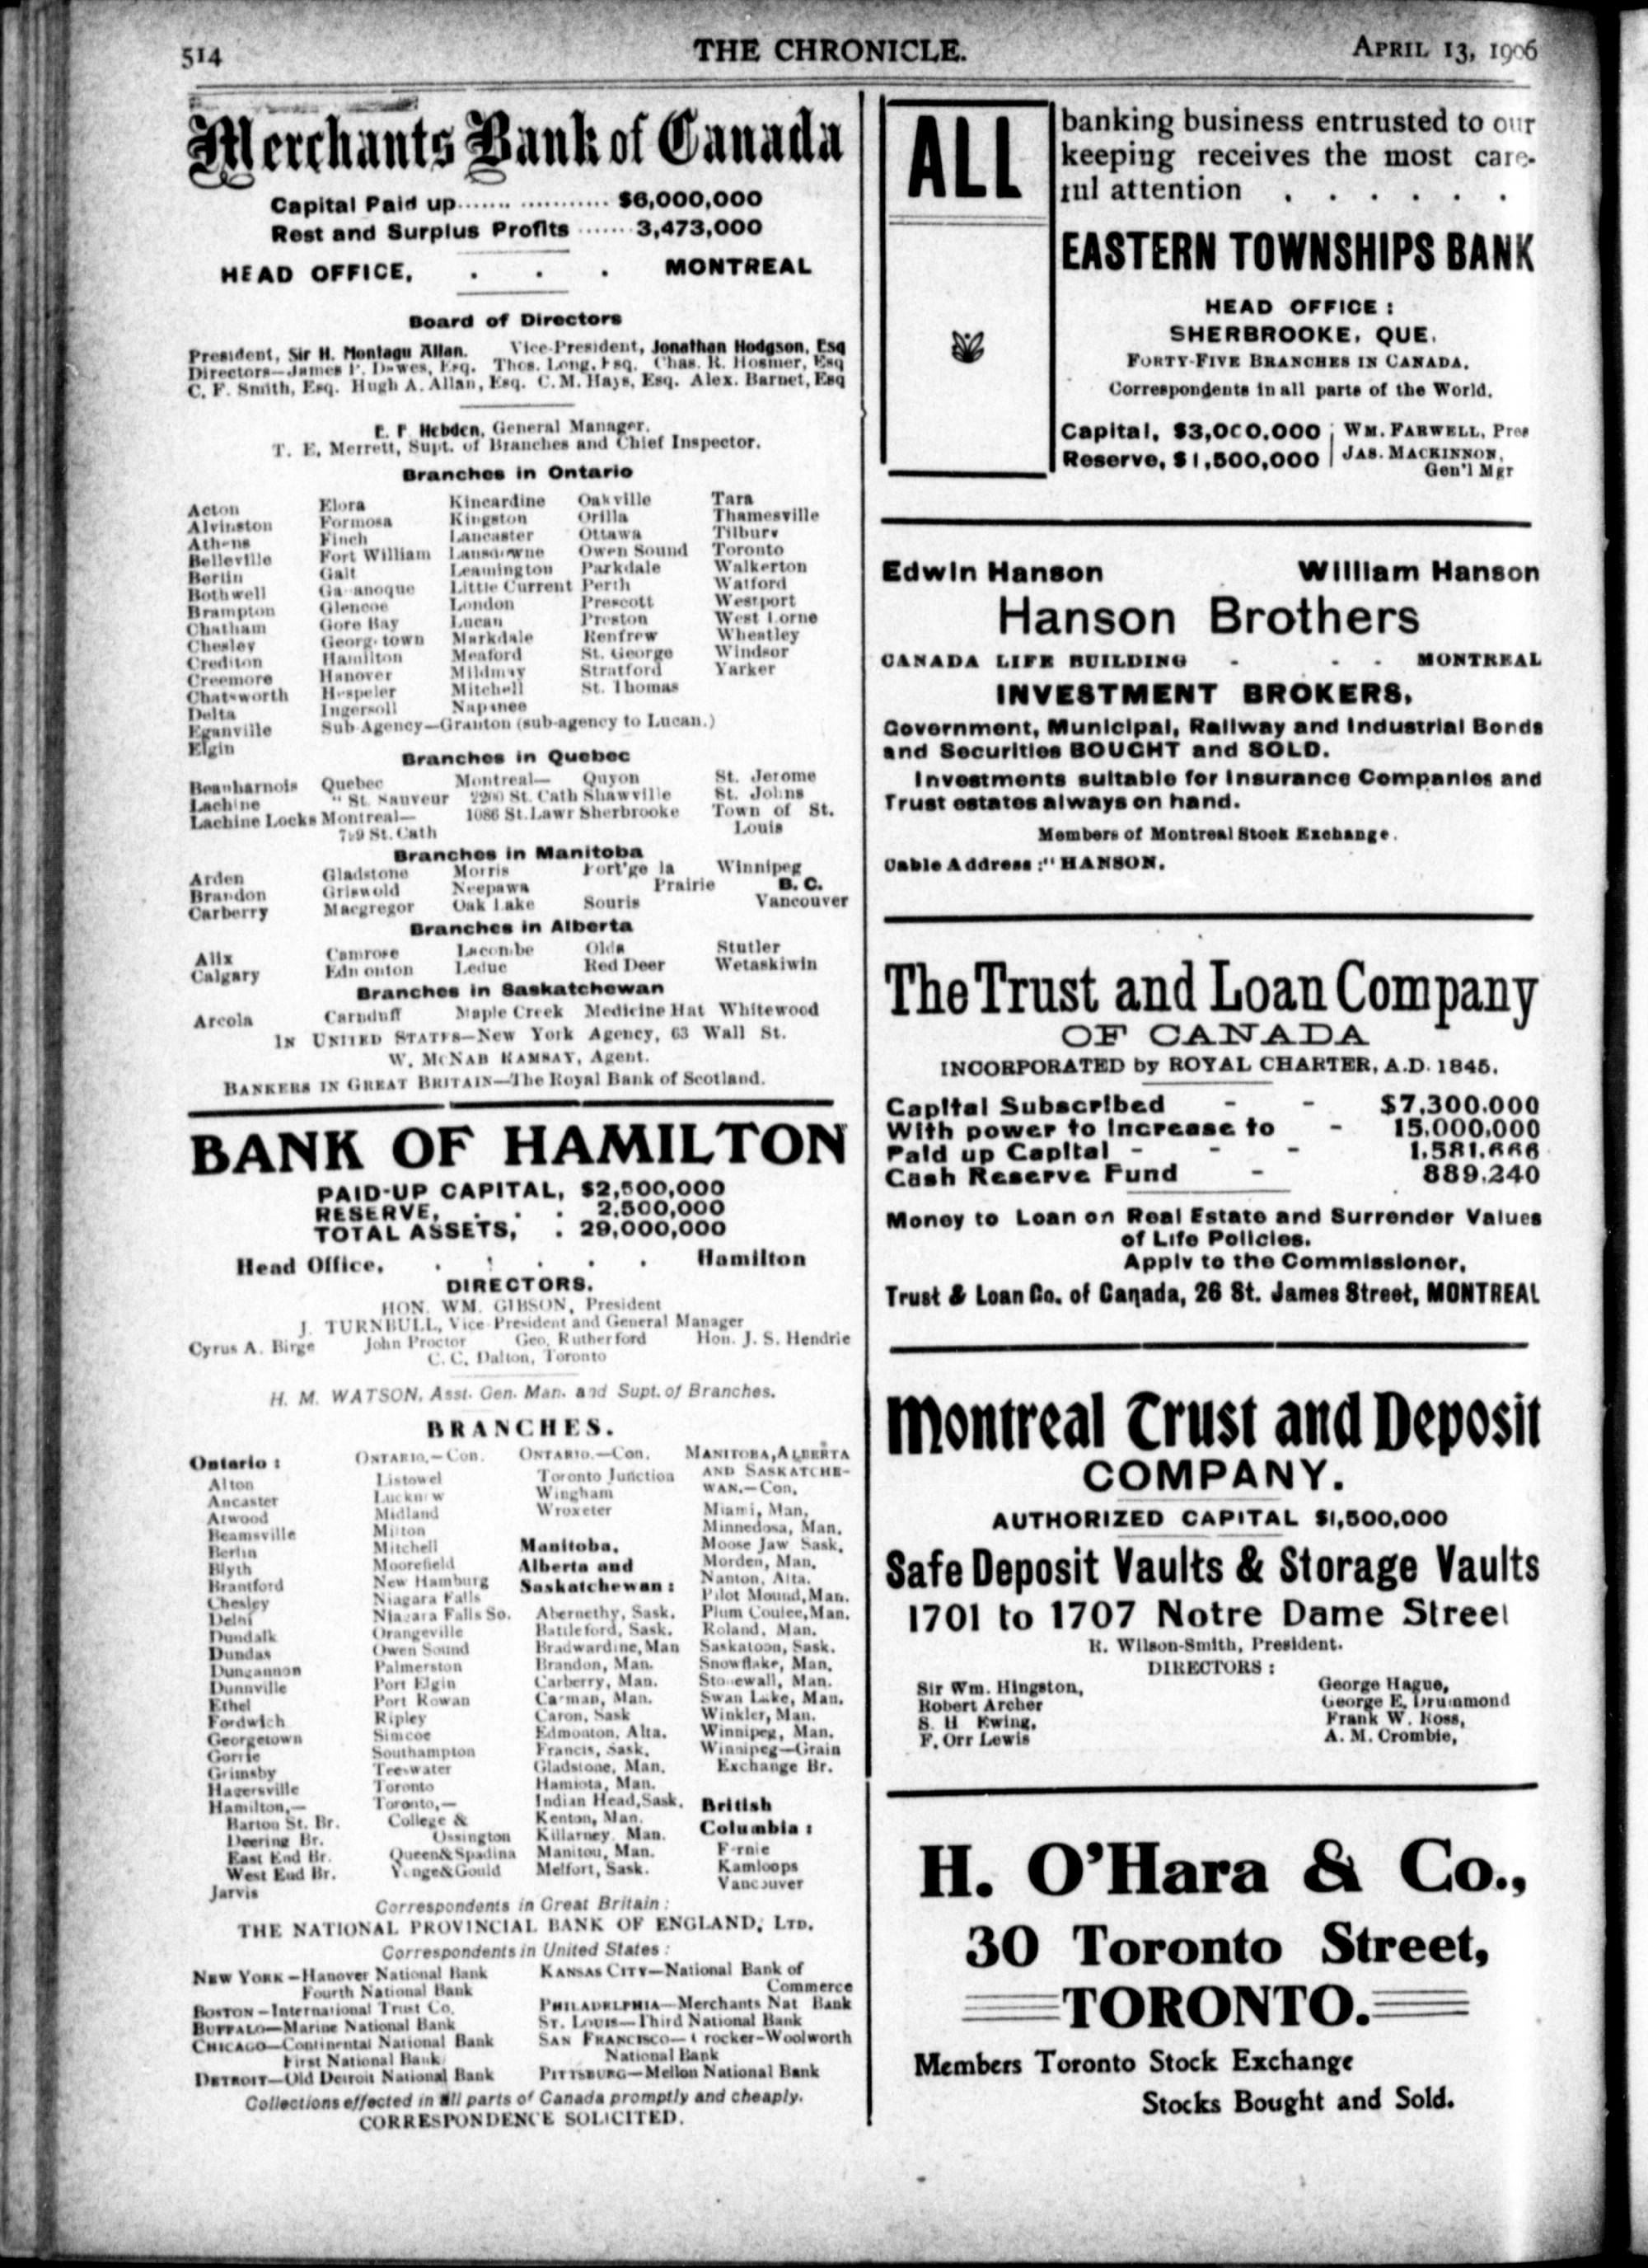 514
THE CHRONICLE.
APRIL 13, 1906
Merchants Bank of Canada
Capital Paid up....... ........... $6,000,000
Rest and Surplus Profits ....... 3,473,000
HEAD OFFICE, . . . MONTREAL
Board of Directors
President, Sir H. Montagu Allan. Vice-President, Jonathan Hodgson, Esq
Directors—James P. Dawes, Esq. Thos. Long, Esq. Chas. R. Hosmer, Esq
C. F. Smith, Esq. Hugh A. Allan, Esq. C. M. Hays, Esq. Alex. Barnet, Esq
E. F. Hebden, General Manager.
T. E. Merrett, Supt. of Branches and Chief Inspector.
Branches in Ontario
Acton Elora Kincardine Oakville Tara
Alvinston Formosa Kingston Orilla Thamesville
Athens Finch Lancaster Ottawa Tilbury
Belleville Fort William Lansdowne Owen Sound Toronto
Berlin Galt Leamington Parkdale Walkerton
Bothwell Gananoque Little Current Perth Watford
Brampton Glencoe London Prescott Westport
Chatham Gore Bay Lucan Preston West Lorne
Chesley Georgetown Markdale Renfrew Wheatley
Crediton Hamilton Meaford St. George Windsor
Creemore Hanover Mildmay Stratford Yarker
Chatsworth Hespeler Mitchell St. Thomas
Delta Ingersoll Napanee
Eganville Sub-Agency—Granton (sub-agency to Lucan.)
Elgin
Branches in Quebec
Beauharnois Quebec Montreal— Quyon St. Jerome
Lachine " St. Sauveur 2200 St. Cath Shawville St. Johns
Lachine Locks Montreal— 1086 St. Lawr Sherbrooke Town of St.
St. Cath Louis
Branches in Manitoba
Arden Gladstone Morris Port'ge la Winnipeg
Brandon Griswold Neepawa Prairie B. C.
Carberry Macgregor Oak Lake Souris Vancouver
Branches in Alberta
Alix Camrose Lacombe Olds Stutler
Calgary Edmonton Leduc Red Deer Wetaskiwin
Branches in Saskatchewan
Arcola Carnduff Maple Creek Medicine Hat Whitewood
IN UNITED STATES—New York Agency, 63 Wall St.
W. MCNAB RAMSAY, Agent.
BANKERS IN GREAT BRITAIN—The Royal Bank of Scotland.
BANK OF HAMILTON
PAID-UP CAPITAL, $2,500,000
RESERVE, . . . 2,500,000
TOTAL ASSETS, . 29,000,000
Head Office, . . . . . Hamilton
DIRECTORS.
HON. WM. GIBSON, President
J. TURNBULL, Vice-President and General Manager
Cyrus A. Birge John Proctor Geo. Rutherford Hon. J. S. Hendrie
C. C. Dalton, Toronto
H. M. WATSON, Asst. Gen. Man. and Supt. of Branches.
BRANCHES.
Ontario :
Alton
Ancaster
Atwood
Beamsville
Berlin
Blyth
Brantford
Chesley
Delhi
Dundalk
Dundas
Dungannon
Dunnville
Ethel
Fordwich
Georgetown
Gorrie
Grimsby
Hagersville
Hamilton,—
Barton St. Br.
Deering Br.
East End Br.
West End Br.
Jarvis
ONTARIO,—Con.
Listowel
Lucknow
Midland
Milton
Mitchell
Moorefield
New Hamburg
Niagara Falls
Niagara Falls So.
Orangeville
Owen Sound
Palmerston
Port Elgin
Port Rowan
Ripley
Simcoe
Southampton
Teeswater
Toronto
Toronto,—
College &
Ossington
Queen&Spadina
Yonge&Gould
ONTARIO.—Con.
Toronto Junction
Wingham
Wroxeter
Manitoba,
Alberta and
Saskatchewan :
Abernethy, Sask.
Battleford, Sask.
Bradwardine, Man
Brandon, Man.
Carberry, Man.
Carman, Man.
Caron, Sask
Edmonton, Alta.
Francis, Sask.
Gladstone, Man.
Hamiota, Man.
Indian Head, Sask.
Kenton, Man.
Killarney, Man.
Manitou, Man.
Melfort, Sask.
MANITOBA, ALBERTA
AND SASKATCHE-
WAN.—Con.
Miami, Man,
Minnedosa, Man.
Moose Jaw Sask.
Morden, Man.
Nanton, Alta.
Pilot Mound, Man.
Plum Coulee, Man.
Roland, Man.
Saskatoon, Sask.
Snowflake, Man.
Stonewall, Man.
Swan Lake, Man.
Winkler, Man.
Winnipeg, Man.
Winnipeg—Grain
Exchange Br.
British
Columbia :
Fernie
Kamloops
Vancouver
Correspondents in Great Britain :
THE NATIONAL PROVINCIAL BANK OF ENGLAND, LTD.
Correspondents in United States :
NEW YORK—Hanover National Bank
Fourth National Bank
BOSTON—International Trust Co.
BUFFALO—Marine National Bank
CHICAGO—Continental National Bank
First National Bank
DETROIT—Old Detroit National Bank
KANSAS CITY—National Bank of
Commerce
PHILADELPHIA—Merchants Nat Bank
ST. LOUIS—Third National Bank
SAN FRANCISCO—Crocker-Woolworth
National Bank
PITTSBURG—Mellon National Bank
Collections effected in all parts of Canada promptly and cheaply.
CORRESPONDENCE SOLICITED.
ALL
banking business entrusted to our
keeping receives the most care-
ful attention . . . . . .
EASTERN TOWNSHIPS BANK
HEAD OFFICE :
SHERBROOKE, QUE.
FORTY-FIVE BRANCHES IN CANADA.
Correspondents in all parts of the World.
Capital, $3,000,000 WM. FARWELL, Pres
Reserve, $1,500,000 JAS. MACKINNON,
Gen'l Mgr
Edwin Hanson William Hanson
Hanson Brothers
CANADA LIFE BUILDING - - - MONTREAL
INVESTMENT BROKERS,
Government, Municipal, Railway and Industrial Bonds
and Securities BOUGHT and SOLD.
Investments suitable for Insurance Companies and
Trust estates always on hand.
Members of Montreal Stock Exchange.
Cable Address :" HANSON.
The Trust and Loan Company
OF CANADA
INCORPORATED by ROYAL CHARTER, A.D. 1845.
Capital Subscribed - - $7,300,000
With power to increase to - 15,000,000
Paid up Capital - - - 1,581,666
Cash Reserve Fund - 889,240
Money to Loan on Real Estate and Surrender Values
of Life Policies.
Apply to the Commissioner,
Trust & Loan Co. of Canada, 26 St. James Street, MONTREAL
Montreal Trust and Deposit
COMPANY.
AUTHORIZED CAPITAL $1,500,000
Safe Deposit Vaults & Storage Vaults
1701 to 1707 Notre Dame Street
R. Wilson-Smith, President.
DIRECTORS :
Sir Wm. Hingston, George Hague,
Robert Archer George E. Drummond
S. H Ewing, Frank W. Ross,
F. Orr Lewis A. M. Crombie,
H. O'Hara & Co.,
30 Toronto Street,
TORONTO.
Members Toronto Stock Exchange
Stocks Bought and Sold.